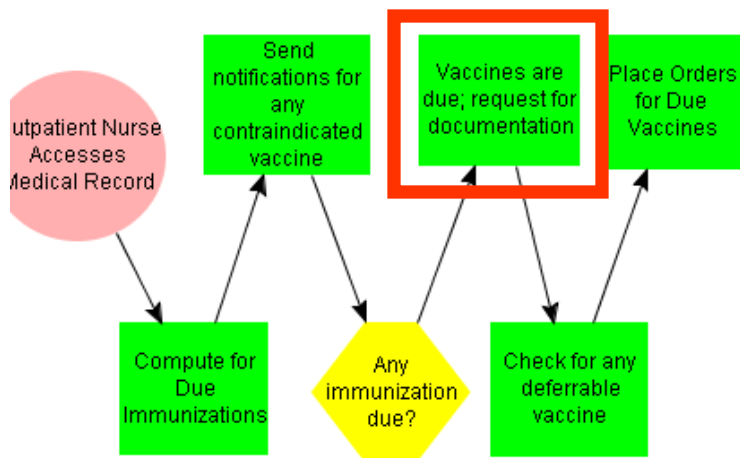 utpatient Nurse
Accesses
Medical Record
Send
notifications for
any
contraindicated
vaccine
Vaccines are
due; request for
documentation
Place Orders
for Due
Vaccines
Compute for
Due
Immunizations
Any
immunization
due?
Check for any
deferrable
vaccine